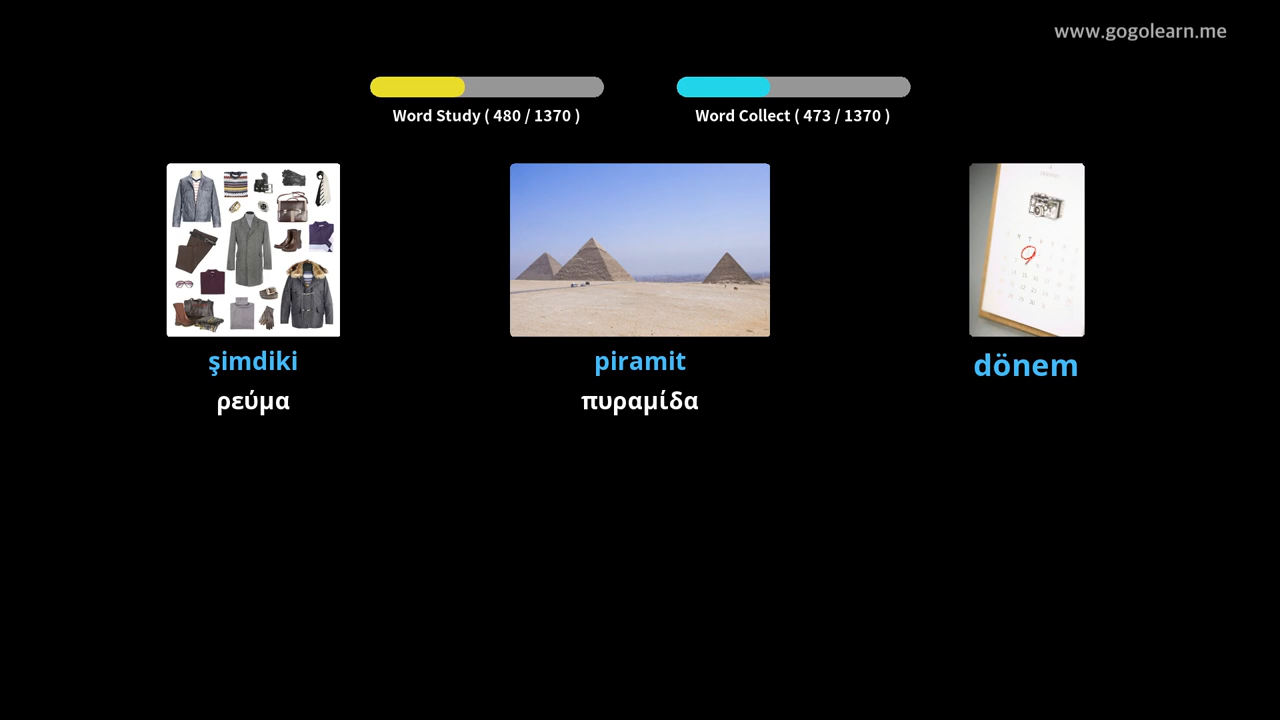 www.gogolearn.me
Word Study ( 480 / 1370 )
Word Collect ( 473 / 1370 )
şimdiki
ρεύμα
piramit
πυραμίδα
dönem